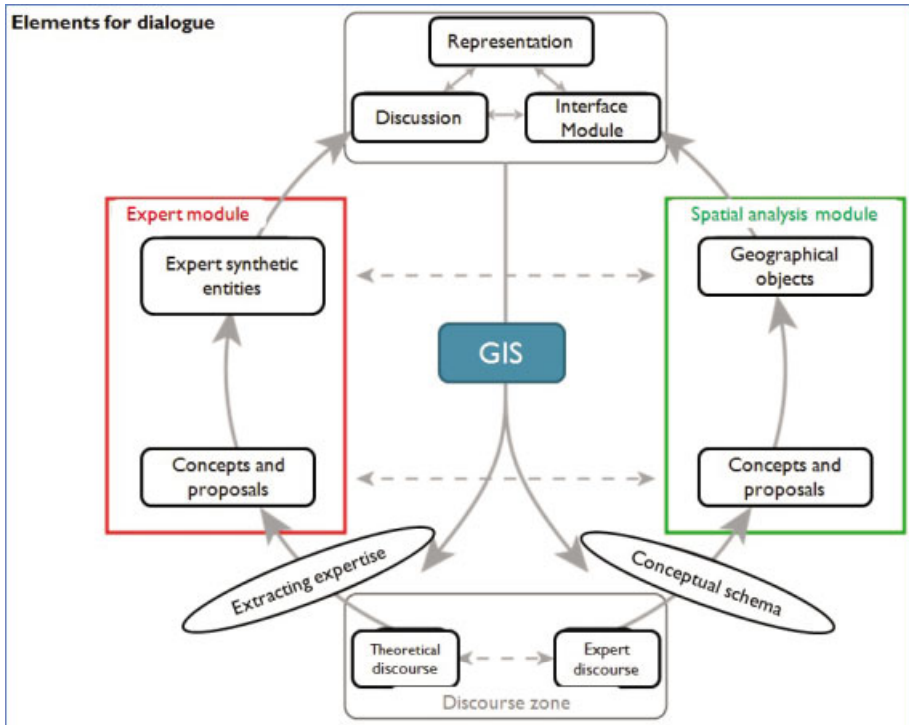 Elements for dialogue
Representation
Discussion
Interface
Module
Expert module
Spatial analysis module
Expert synthetic
entities
Geographical
objects
GIS
Concepts and
proposals
Concepts and
proposals
Extracting expertise
Conceptual schema
Theoretical
discourse
Expert
discourse
Discourse zone